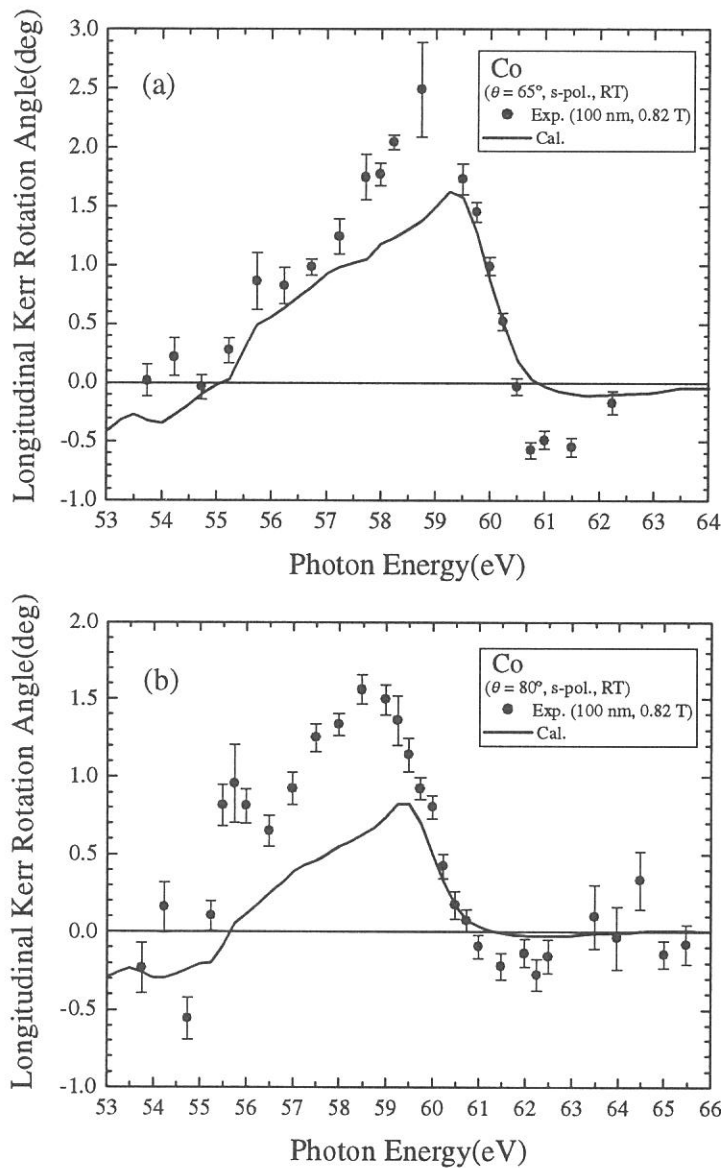 Longitudinal Kerr Rotation Angle(deg)
3.0
2.5
2.0
1.5
1.0
0.5
0.0
-0.5
-1.0
(a)
Co
(θ = 65°, s-pol., RT)
Exp. (100 nm, 0.82 T)
Cal.
53 54 55 56 57 58 59 60 61 62 63 64
Photon Energy(eV)
Longitudinal Kerr Rotation Angle(deg)
2.0
1.5
1.0
0.5
0.0
-0.5
-1.0
(b)
Co
(θ = 80°, s-pol., RT)
Exp. (100 nm, 0.82 T)
Cal.
53 54 55 56 57 58 59 60 61 62 63 64 65 66
Photon Energy(eV)